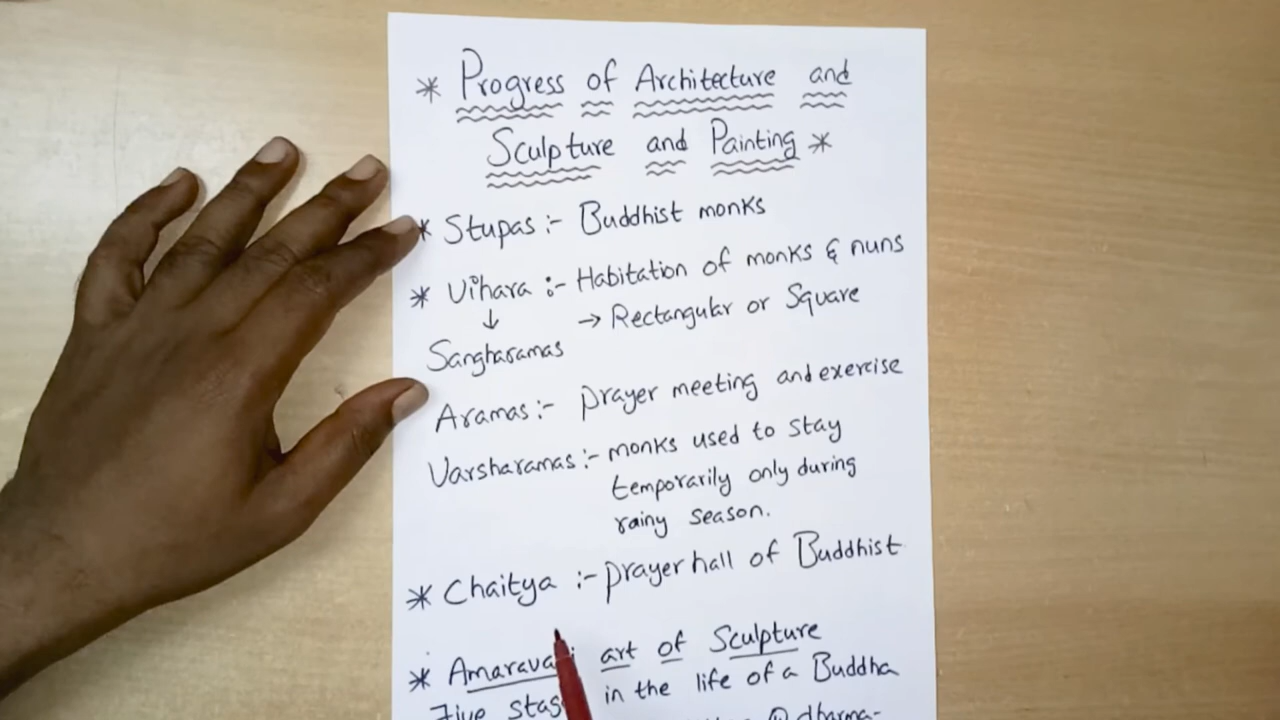 * Progress of Architecture and
Sculpture and Painting *
* Stupas :- Buddhist monks
* Vihara :- Habitation of monks & nuns
↓ → Rectangular or Square
Sangharamas
Aramas :- prayer meeting and exercise
Varsharamas :- monks used to stay
temporarily only during
rainy season.
* Chaitya :- prayer hall of Buddhist
* art of Sculpture
Five in the life of a Buddha
dharma-